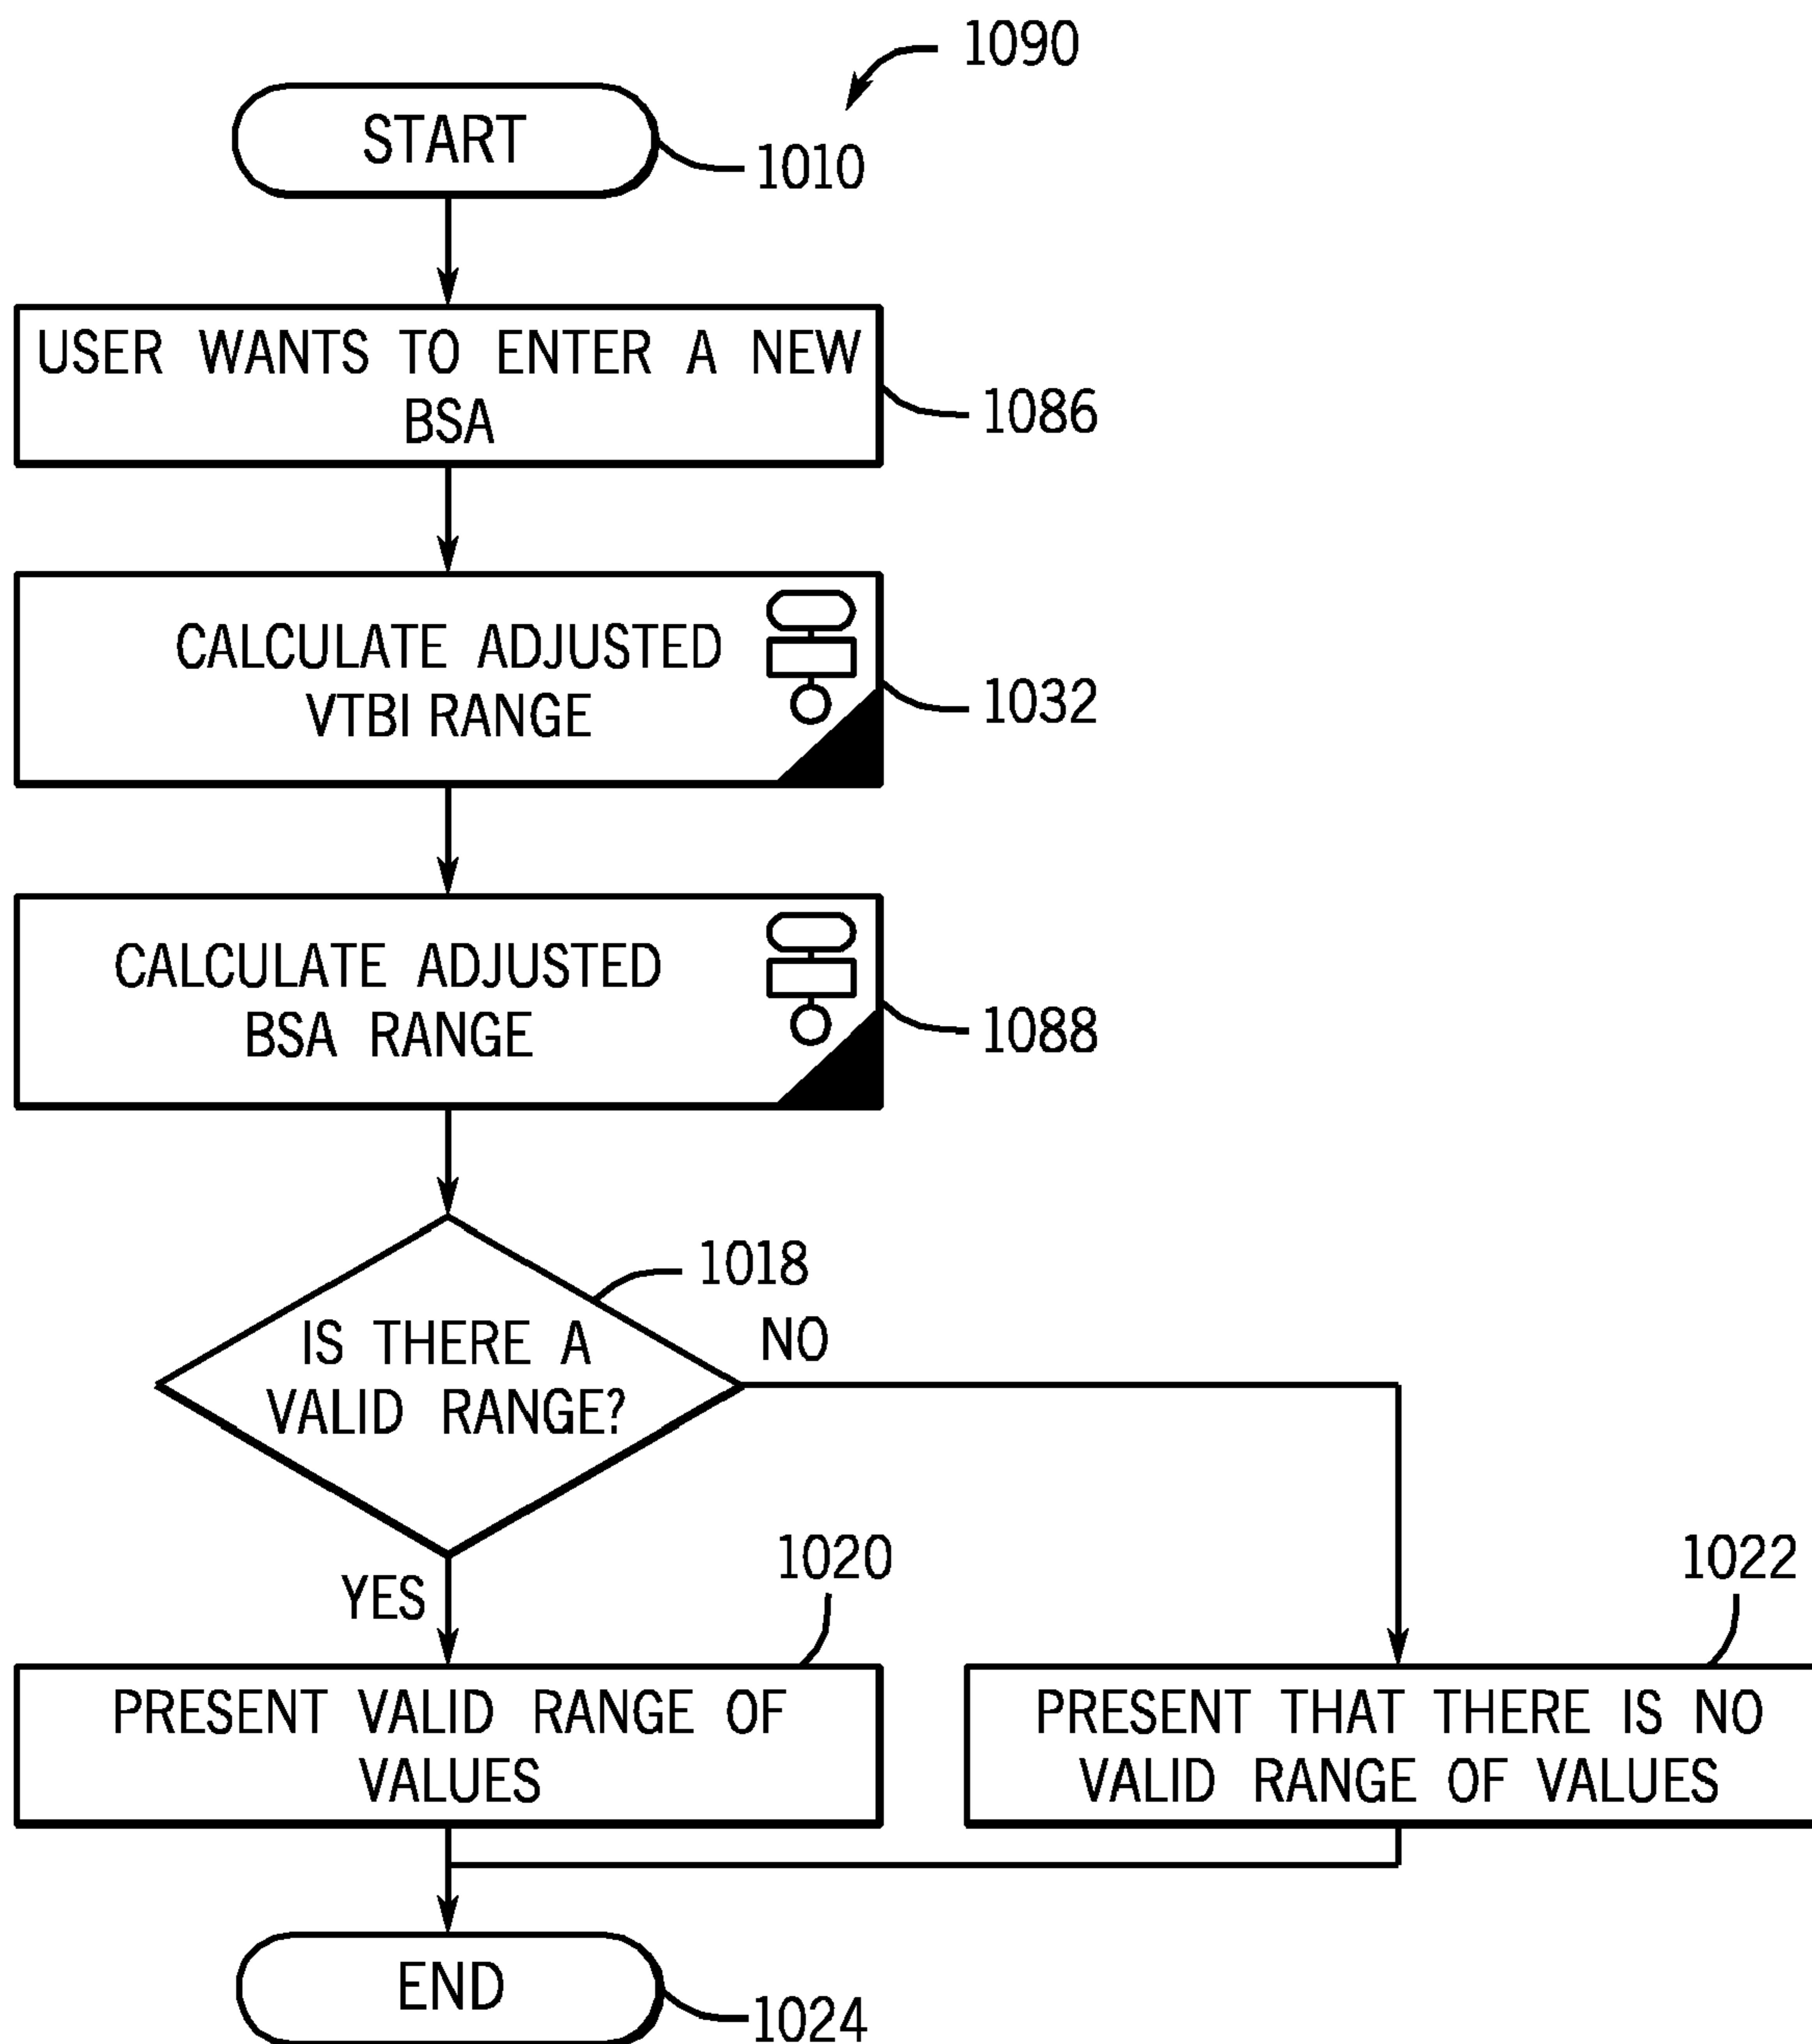 1090
START
1010
USER WANTS TO ENTER A NEW
BSA
1086
CALCULATE ADJUSTED
VTBI RANGE
1032
CALCULATE ADJUSTED
BSA RANGE
1088
1018
IS THERE A
VALID RANGE?
NO
YES
1020
1022
PRESENT VALID RANGE OF
VALUES
PRESENT THAT THERE IS NO
VALID RANGE OF VALUES
END
1024